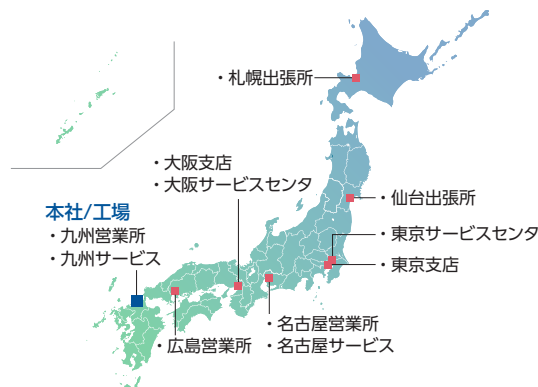 ・札幌出張所
・大阪支店
・大阪サービスセンタ
・仙台出張所
本社/工場
・九州営業所
・九州サービス
・東京サービスセンタ
・東京支店
・名古屋営業所
・名古屋サービス
・広島営業所